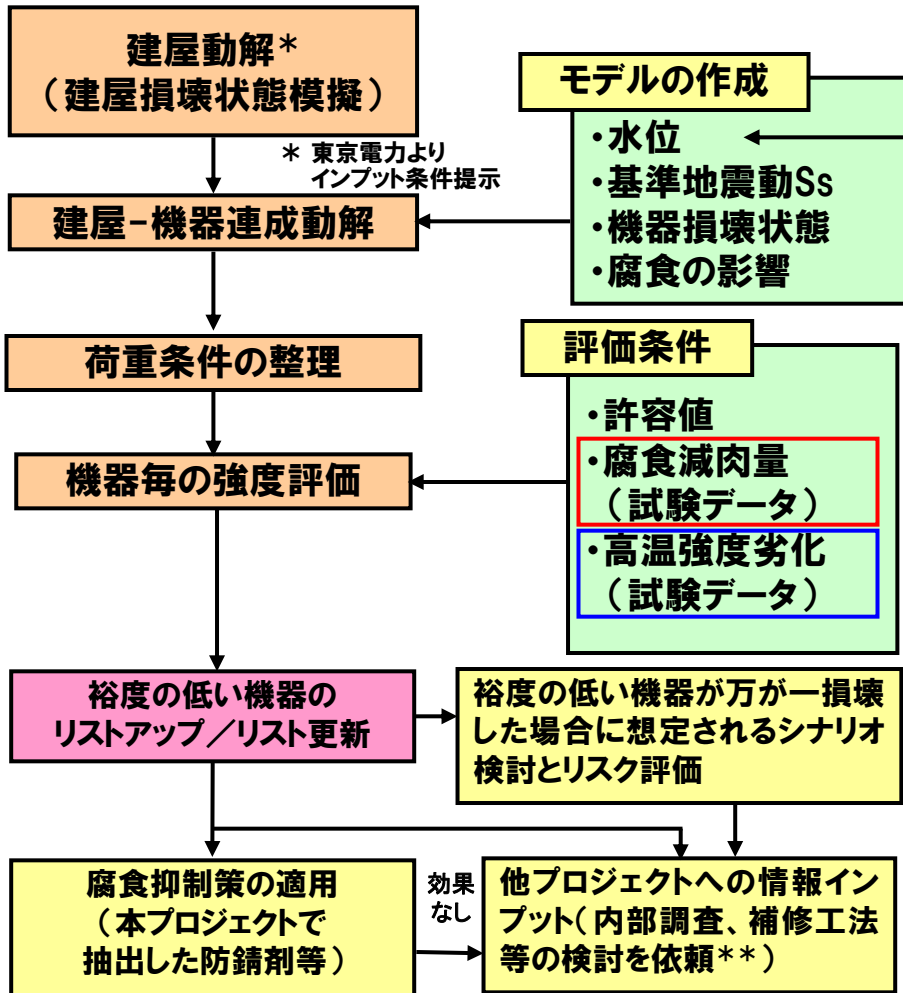 建屋動解*
（建屋損壊状態模擬）
* 東京電力より
インプット条件提示
建屋-機器連成動解
荷重条件の整理
機器毎の強度評価
モデルの作成
・水位
・基準地震動Ss
・機器損壊状態
・腐食の影響
評価条件
・許容値
・腐食減肉量
（試験データ）
・高温強度劣化
（試験データ）
裕度の低い機器の
リストアップ／リスト更新
裕度の低い機器が万が一損壊
した場合に想定されるシナリオ
検討とリスク評価
腐食抑制策の適用
（本プロジェクトで
抽出した防錆剤等）
効果
なし
他プロジェクトへの情報イン
プット（内部調査、補修工法
等の検討を依頼**）